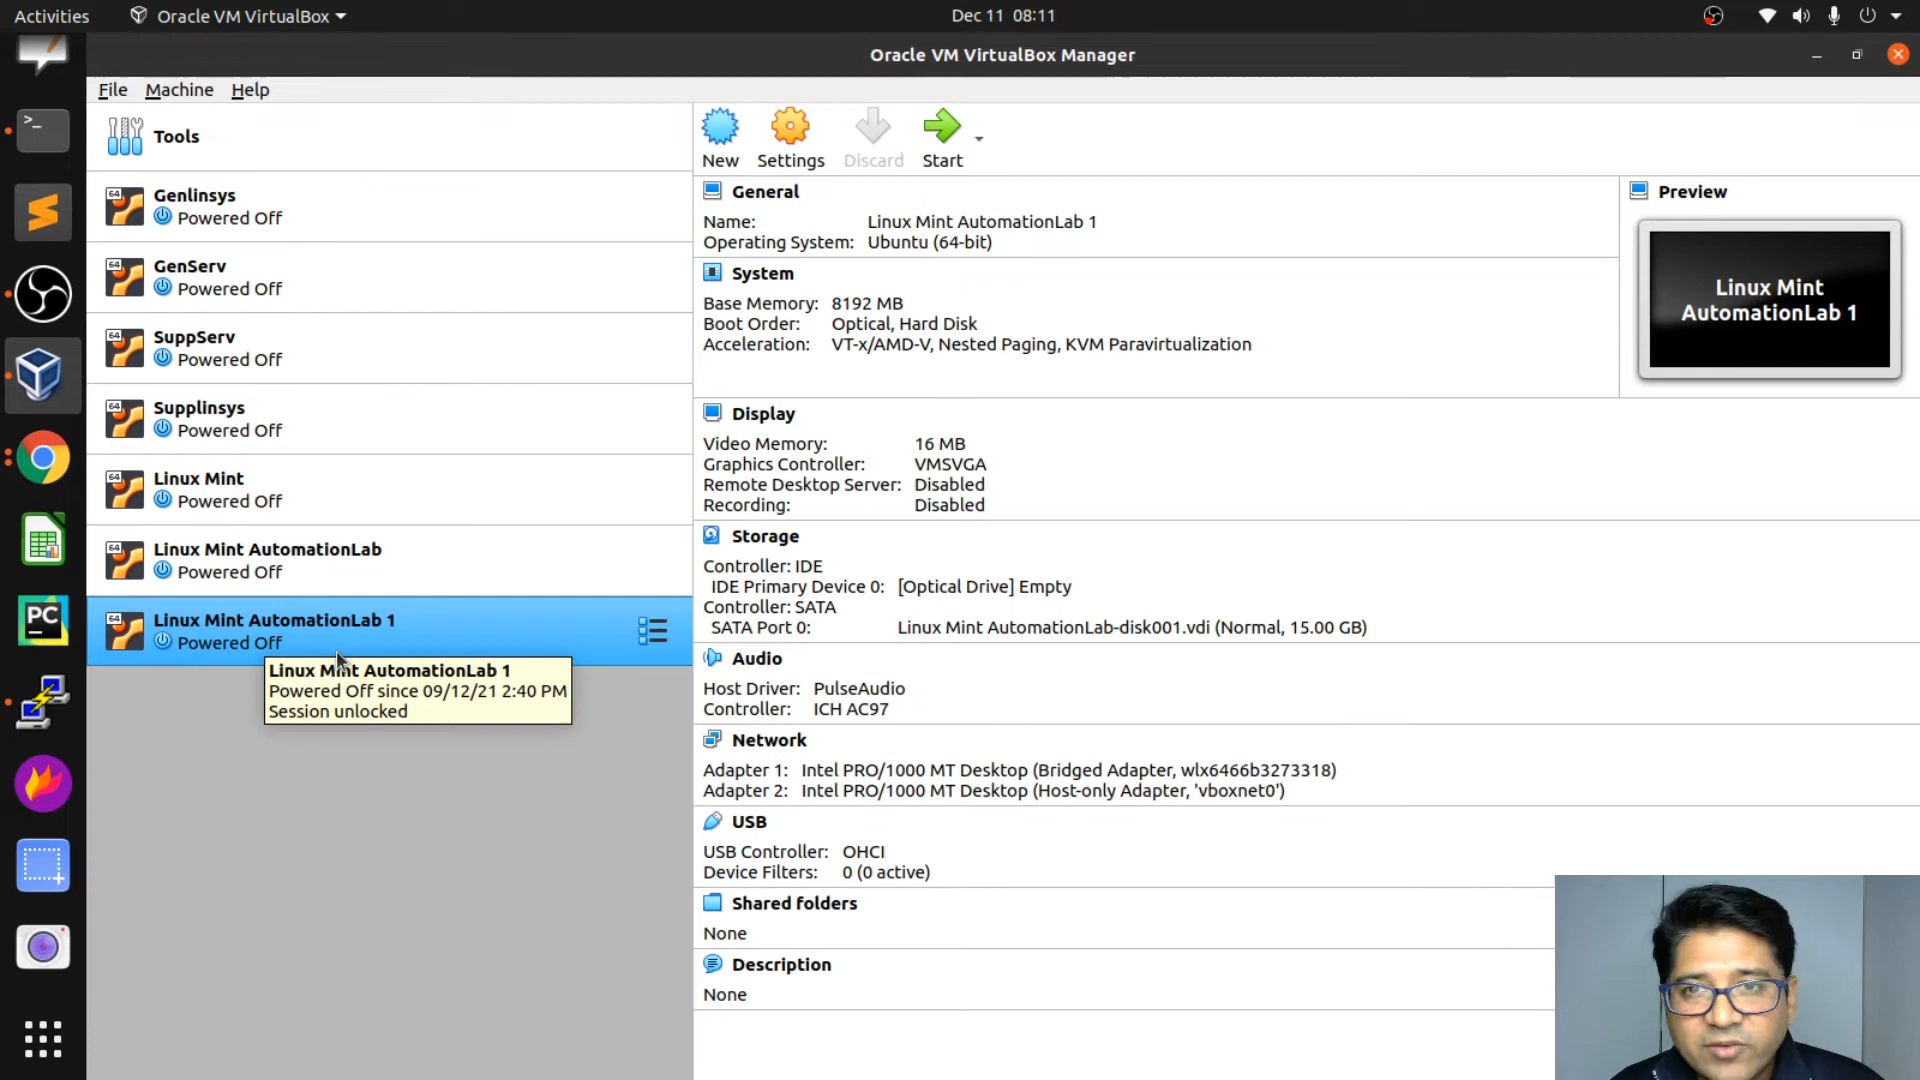 Activities
Oracle VM VirtualBox
Dec 11 08:11
Oracle VM VirtualBox Manager
File Machine Help
Tools
Genlinsys
Powered Off
GenServ
Powered Off
SuppServ
Powered Off
Supplinsys
Powered Off
Linux Mint
Powered Off
Linux Mint AutomationLab
Powered Off
Linux Mint AutomationLab 1
Powered Off
64
64
64
64
64
64
64
Linux Mint AutomationLab 1
Powered Off since 09/12/21 2:40 PM
Session unlocked
New Settings Discard Start
General
Name: Linux Mint AutomationLab 1
Operating System: Ubuntu (64-bit)
System
Base Memory: 8192 MB
Boot Order: Optical, Hard Disk
Acceleration: VT-x/AMD-V, Nested Paging, KVM Paravirtualization
Preview
Linux Mint
AutomationLab 1
Display
Video Memory: 16 MB
Graphics Controller: VMSVGA
Remote Desktop Server: Disabled
Recording: Disabled
Storage
Controller: IDE
IDE Primary Device 0: [Optical Drive] Empty
Controller: SATA
SATA Port 0: Linux Mint AutomationLab-disk001.vdi (Normal, 15.00 GB)
Audio
Host Driver: PulseAudio
Controller: ICH AC97
Network
Adapter 1: Intel PRO/1000 MT Desktop (Bridged Adapter, wlx6466b3273318)
Adapter 2: Intel PRO/1000 MT Desktop (Host-only Adapter, 'vboxnet0')
USB
USB Controller: OHCI
Device Filters: 0 (0 active)
Shared folders
None
Description
None
>_
PC